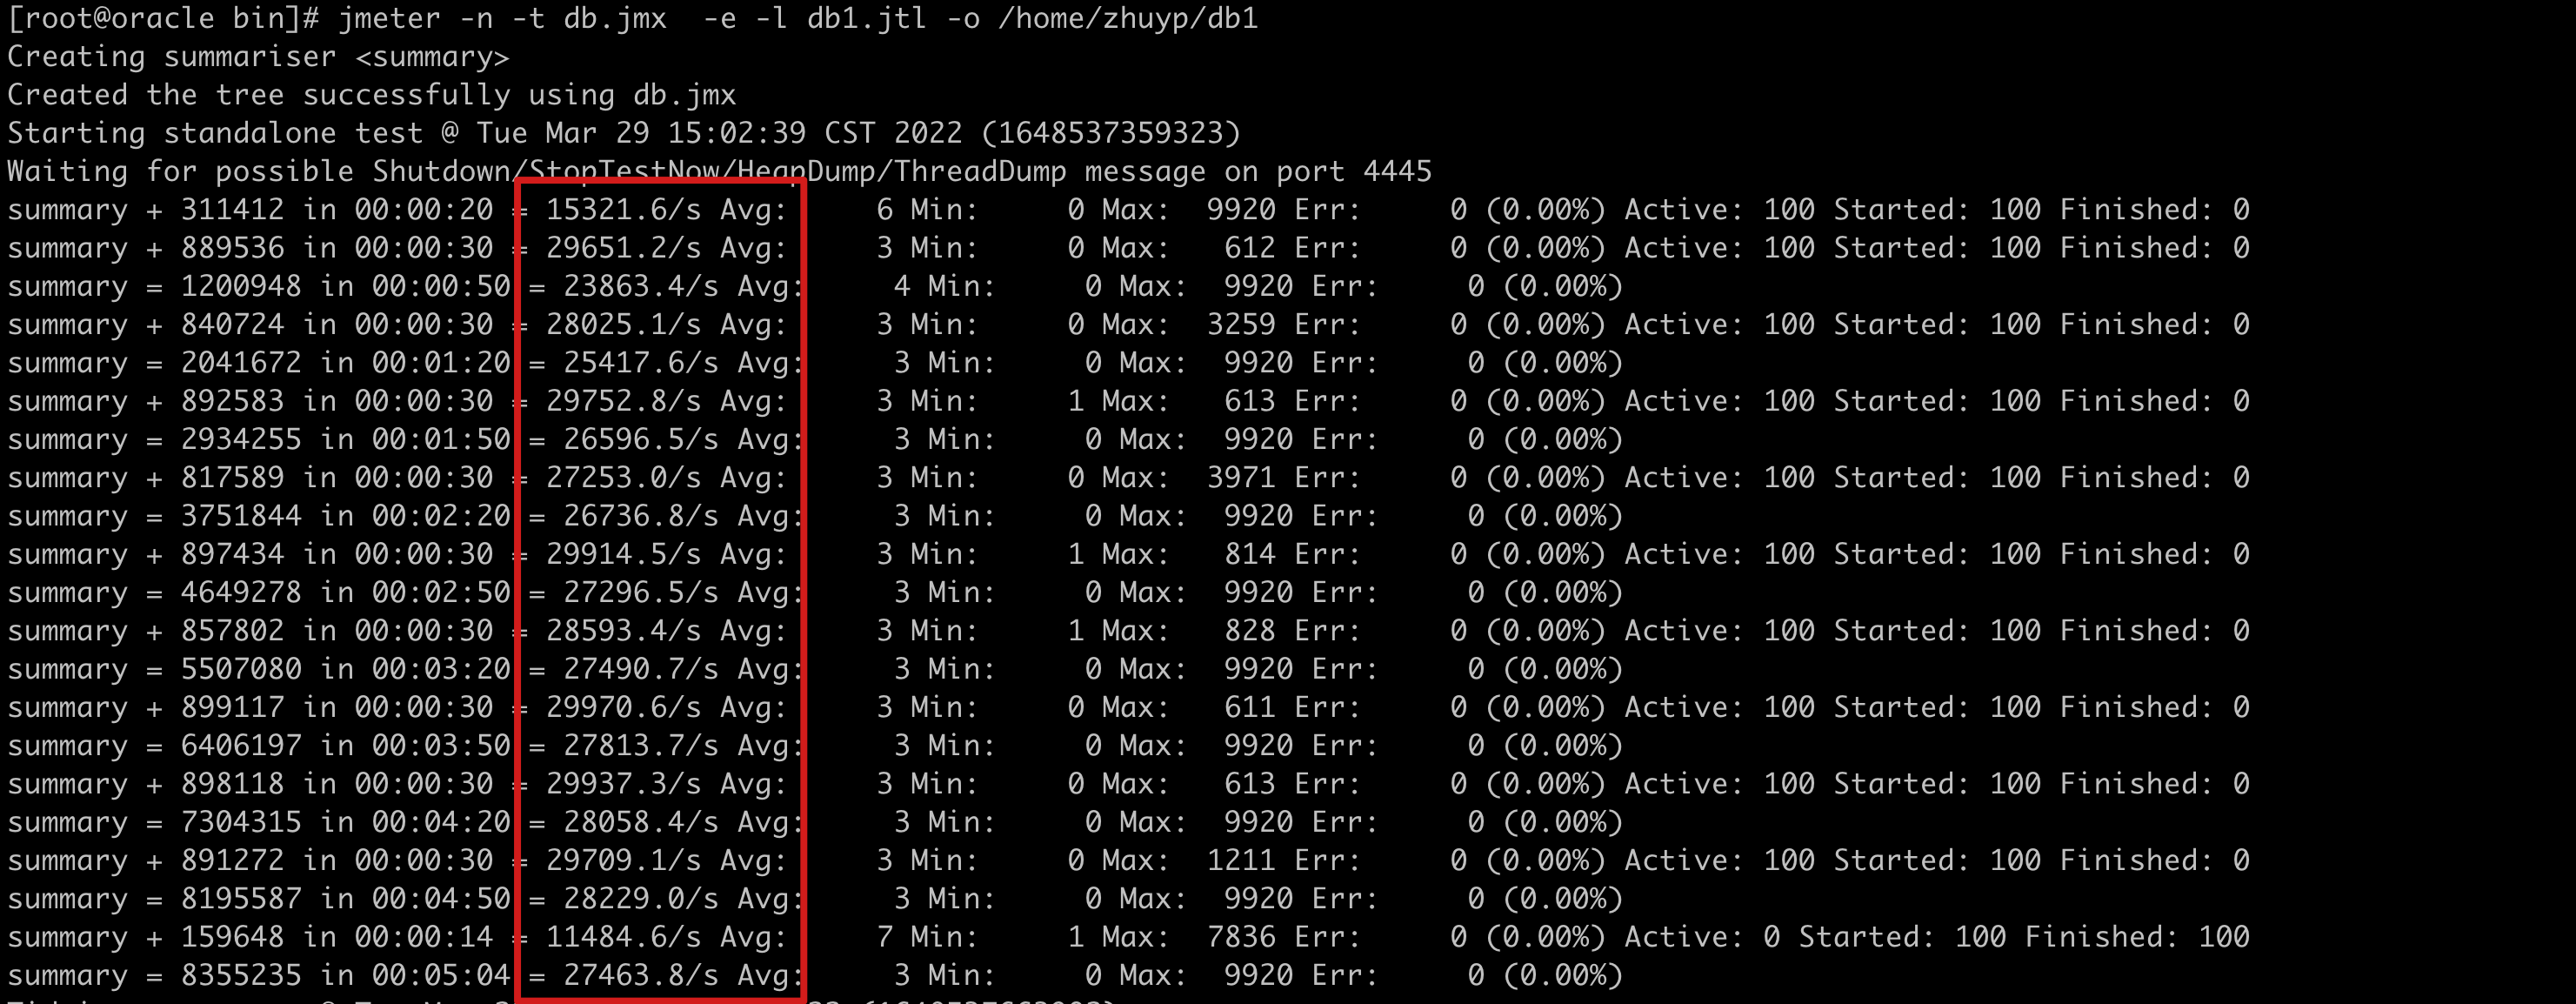 [root@oracle bin]# jmeter -n -t db.jmx  -e -l db1.jtl -o /home/zhuyp/db1
Creating summariser <summary>
Created the tree successfully using db.jmx
Starting standalone test @ Tue Mar 29 15:02:39 CST 2022 (1648537359323)
Waiting for possible Shutdown/StopTestNow/HeapDump/ThreadDump message on port 4445
summary + 311412 in 00:00:20 = 15321.6/s Avg:     6 Min:     0 Max:  9920 Err:     0 (0.00%) Active: 100 Started: 100 Finished: 0
summary + 889536 in 00:00:30 = 29651.2/s Avg:     3 Min:     0 Max:   612 Err:     0 (0.00%) Active: 100 Started: 100 Finished: 0
summary = 1200948 in 00:00:50 = 23863.4/s Avg:     4 Min:     0 Max:  9920 Err:     0 (0.00%)
summary + 840724 in 00:00:30 = 28025.1/s Avg:     3 Min:     0 Max:  3259 Err:     0 (0.00%) Active: 100 Started: 100 Finished: 0
summary = 2041672 in 00:01:20 = 25417.6/s Avg:     3 Min:     0 Max:  9920 Err:     0 (0.00%)
summary + 892583 in 00:00:30 = 29752.8/s Avg:     3 Min:     1 Max:   613 Err:     0 (0.00%) Active: 100 Started: 100 Finished: 0
summary = 2934255 in 00:01:50 = 26596.5/s Avg:     3 Min:     0 Max:  9920 Err:     0 (0.00%)
summary + 817589 in 00:00:30 = 27253.0/s Avg:     3 Min:     0 Max:  3971 Err:     0 (0.00%) Active: 100 Started: 100 Finished: 0
summary = 3751844 in 00:02:20 = 26736.8/s Avg:     3 Min:     0 Max:  9920 Err:     0 (0.00%)
summary + 897434 in 00:00:30 = 29914.5/s Avg:     3 Min:     1 Max:   814 Err:     0 (0.00%) Active: 100 Started: 100 Finished: 0
summary = 4649278 in 00:02:50 = 27296.5/s Avg:     3 Min:     0 Max:  9920 Err:     0 (0.00%)
summary + 857802 in 00:00:30 = 28593.4/s Avg:     3 Min:     1 Max:   828 Err:     0 (0.00%) Active: 100 Started: 100 Finished: 0
summary = 5507080 in 00:03:20 = 27490.7/s Avg:     3 Min:     0 Max:  9920 Err:     0 (0.00%)
summary + 899117 in 00:00:30 = 29970.6/s Avg:     3 Min:     0 Max:   611 Err:     0 (0.00%) Active: 100 Started: 100 Finished: 0
summary = 6406197 in 00:03:50 = 27813.7/s Avg:     3 Min:     0 Max:  9920 Err:     0 (0.00%)
summary + 898118 in 00:00:30 = 29937.3/s Avg:     3 Min:     0 Max:   613 Err:     0 (0.00%) Active: 100 Started: 100 Finished: 0
summary = 7304315 in 00:04:20 = 28058.4/s Avg:     3 Min:     0 Max:  9920 Err:     0 (0.00%)
summary + 891272 in 00:00:30 = 29709.1/s Avg:     3 Min:     0 Max:  1211 Err:     0 (0.00%) Active: 100 Started: 100 Finished: 0
summary = 8195587 in 00:04:50 = 28229.0/s Avg:     3 Min:     0 Max:  9920 Err:     0 (0.00%)
summary + 159648 in 00:00:14 = 11484.6/s Avg:     7 Min:     1 Max:  7836 Err:     0 (0.00%) Active: 0 Started: 100 Finished: 100
summary = 8355235 in 00:05:04 = 27463.8/s Avg:     3 Min:     0 Max:  9920 Err:     0 (0.00%)